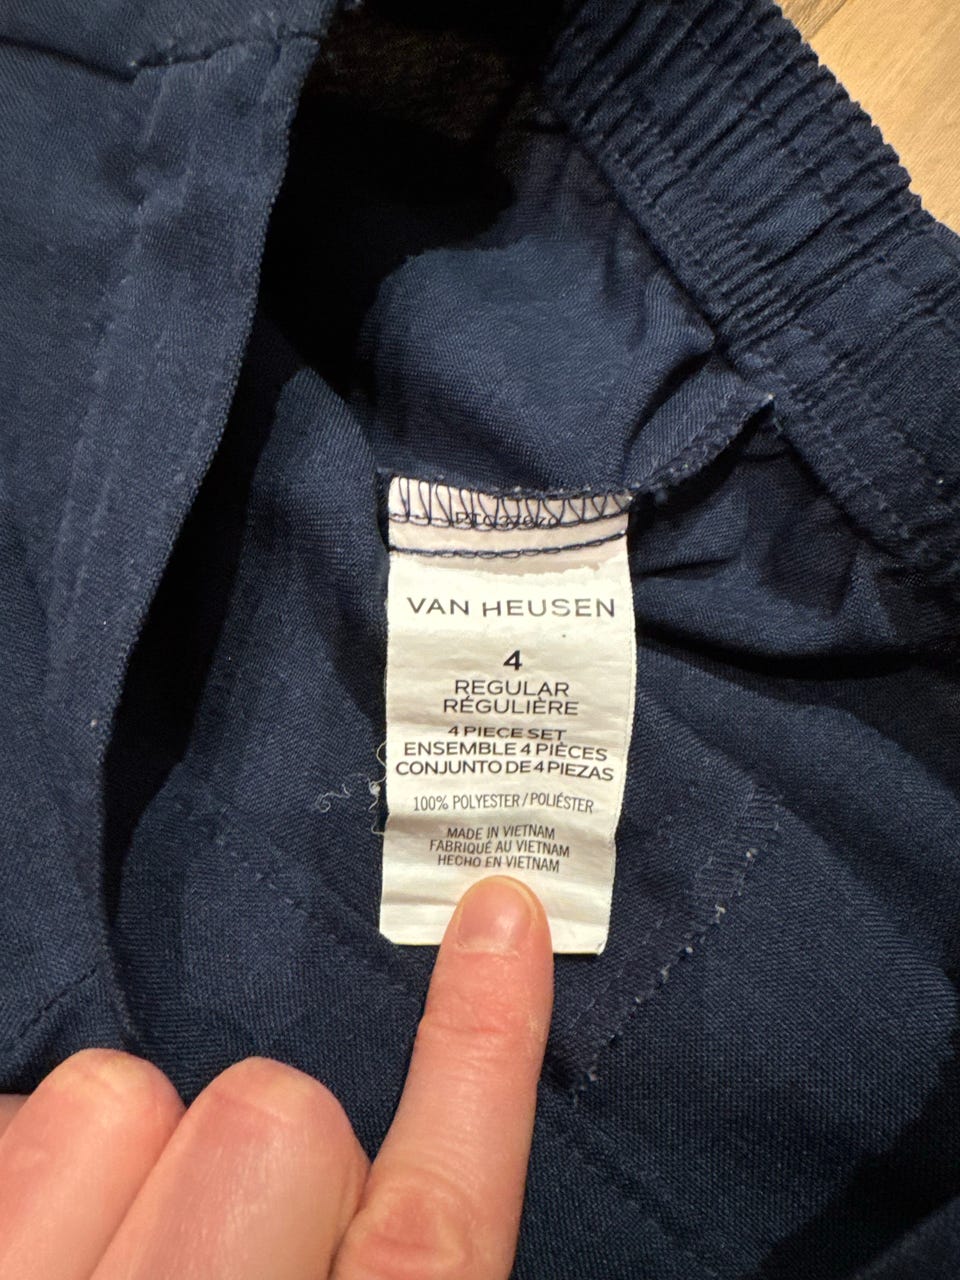 VAN HEUSEN
4
REGULAR
RÉGULIÈRE
4 PIECE SET
ENSEMBLE 4 PIÈCES
CONJUNTO DE 4 PIEZAS
100% POLYESTER / POLIÉSTER
MADE IN VIETNAM
FABRIQUÉ AU VIETNAM
HECHO EN VIETNAM